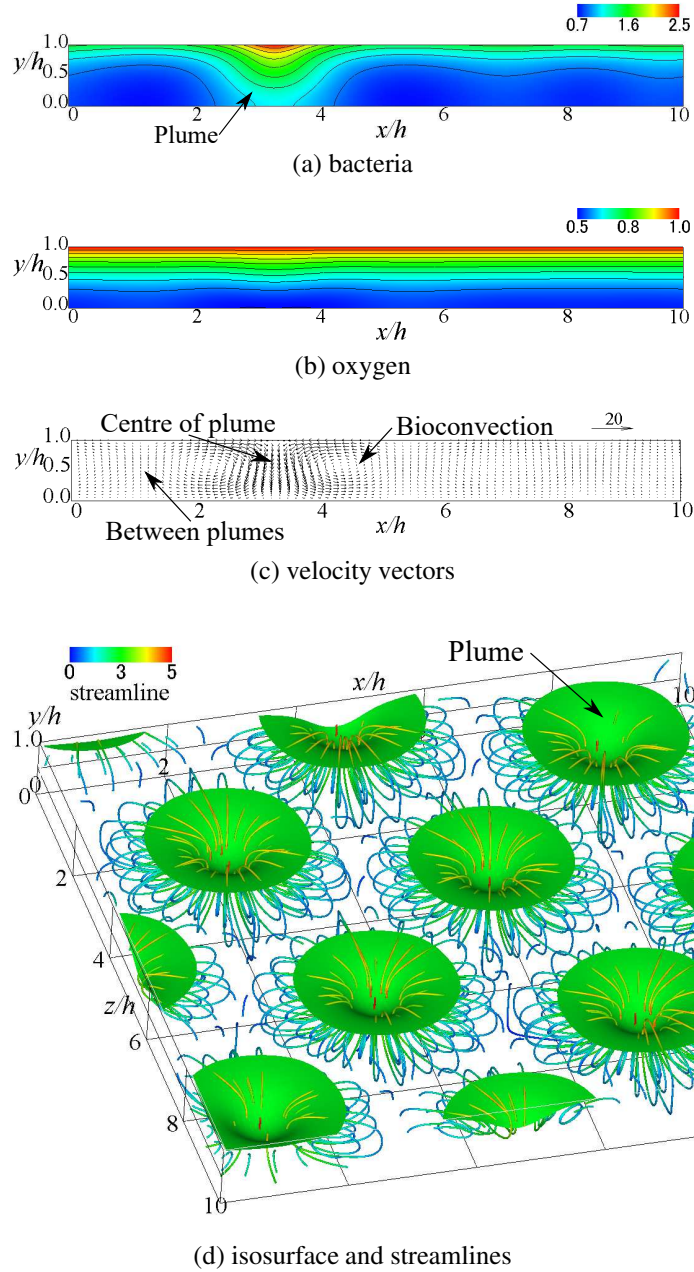 0.7 1.6 2.5
1.0
y/h
0.5
0.0
0 2 4 6 8 10
Plume
x/h
(a) bacteria
0.5 0.8 1.0
1.0
y/h
0.5
0.0
0 2 4 6 8 10
x/h
(b) oxygen
Centre of plume Bioconvection 20
1.0
y/h
0.5
0.0
0 2 4 6 8 10
Between plumes x/h
(c) velocity vectors
0 3 5
streamline
Plume
x/h
10
y/h
1.0
2
0
0
2
4
z/h
6
8
10
(d) isosurface and streamlines